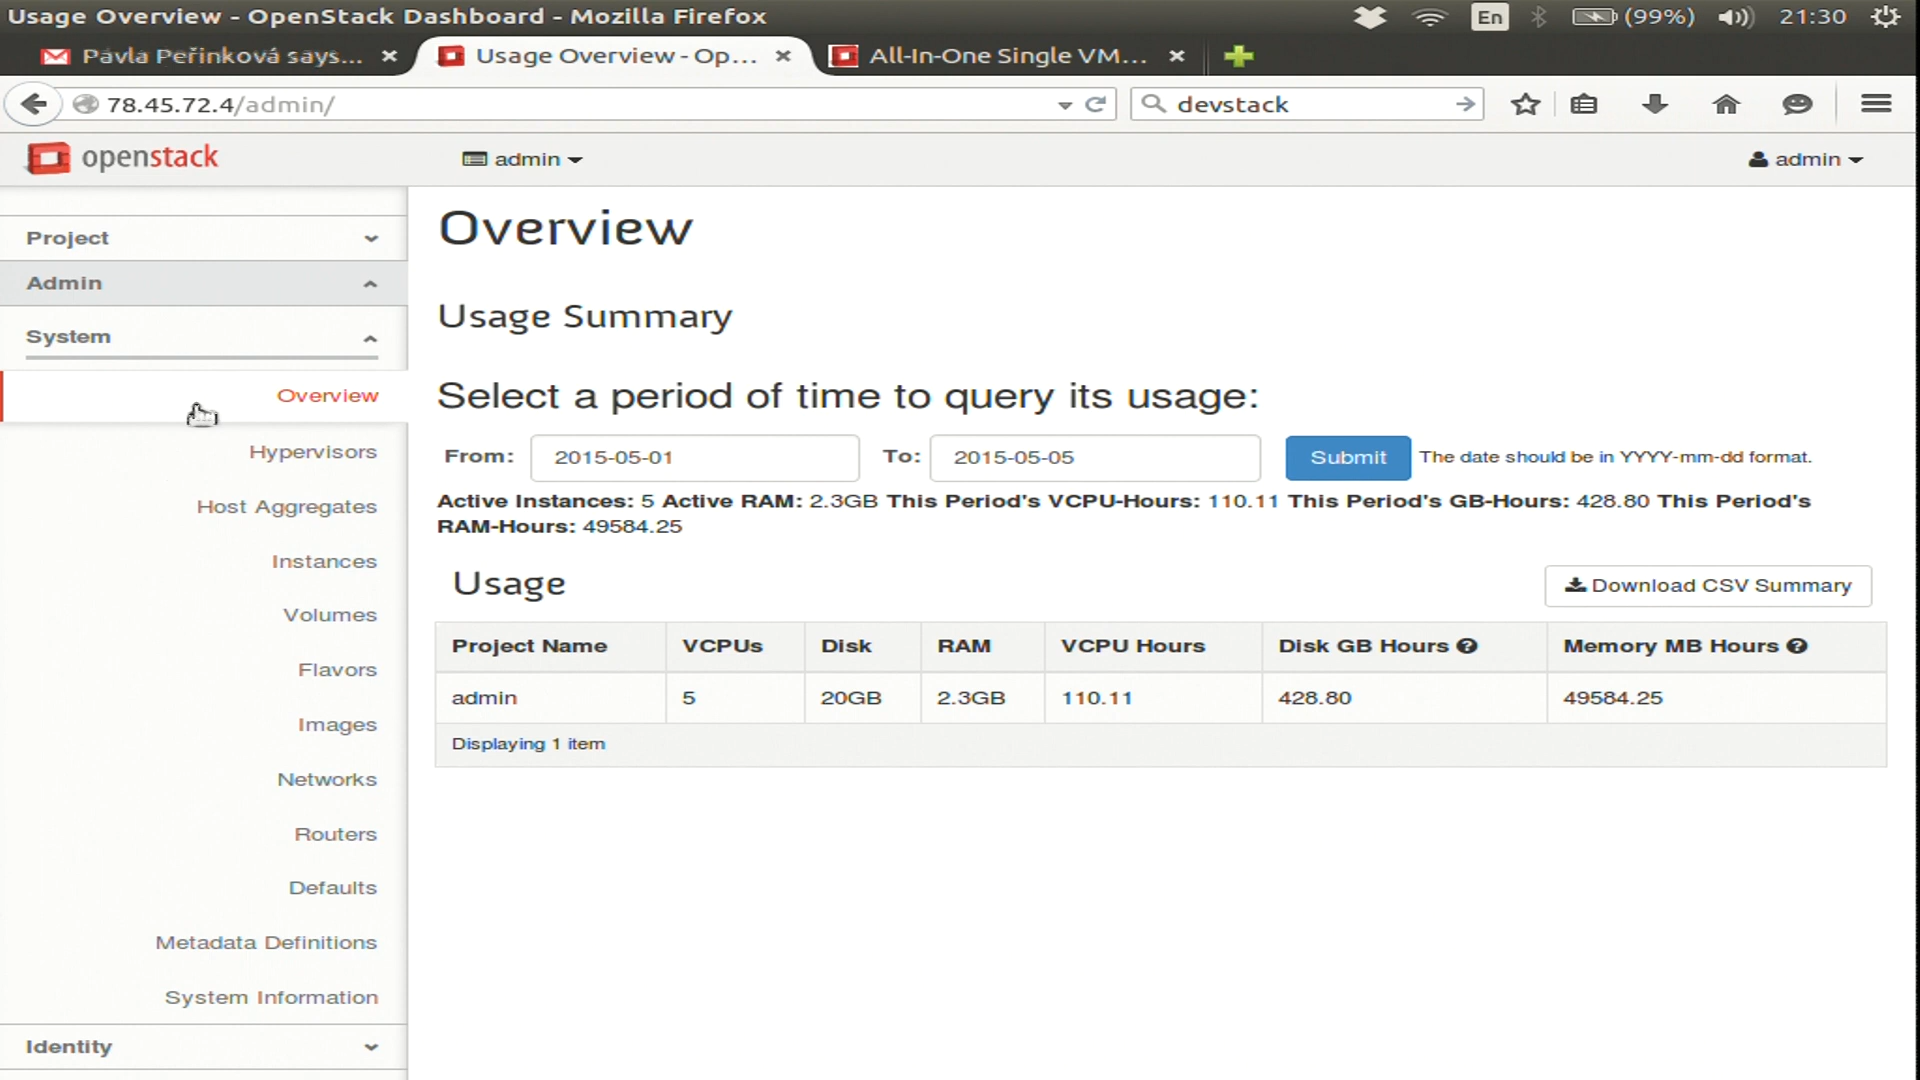 Usage Overview - OpenStack Dashboard - Mozilla Firefox
En
(99%)
21:30
Pavla Peřinková says...
Usage Overview - Op...
All-In-One Single VM...
78.45.72.4/admin/
devstack
openstack
admin
admin
Project
Admin
System
Overview
Hypervisors
Host Aggregates
Instances
Volumes
Flavors
Images
Networks
Routers
Defaults
Metadata Definitions
System Information
Identity
Overview
Usage Summary
Select a period of time to query its usage:
From: 2015-05-01 To: 2015-05-05 Submit The date should be in YYYY-mm-dd format.
Active Instances: 5 Active RAM: 2.3GB This Period's VCPU-Hours: 110.11 This Period's GB-Hours: 428.80 This Period's
RAM-Hours: 49584.25
Usage
Download CSV Summary
Project Name VCPUs Disk RAM VCPU Hours Disk GB Hours Memory MB Hours
admin 5 20GB 2.3GB 110.11 428.80 49584.25
Displaying 1 item